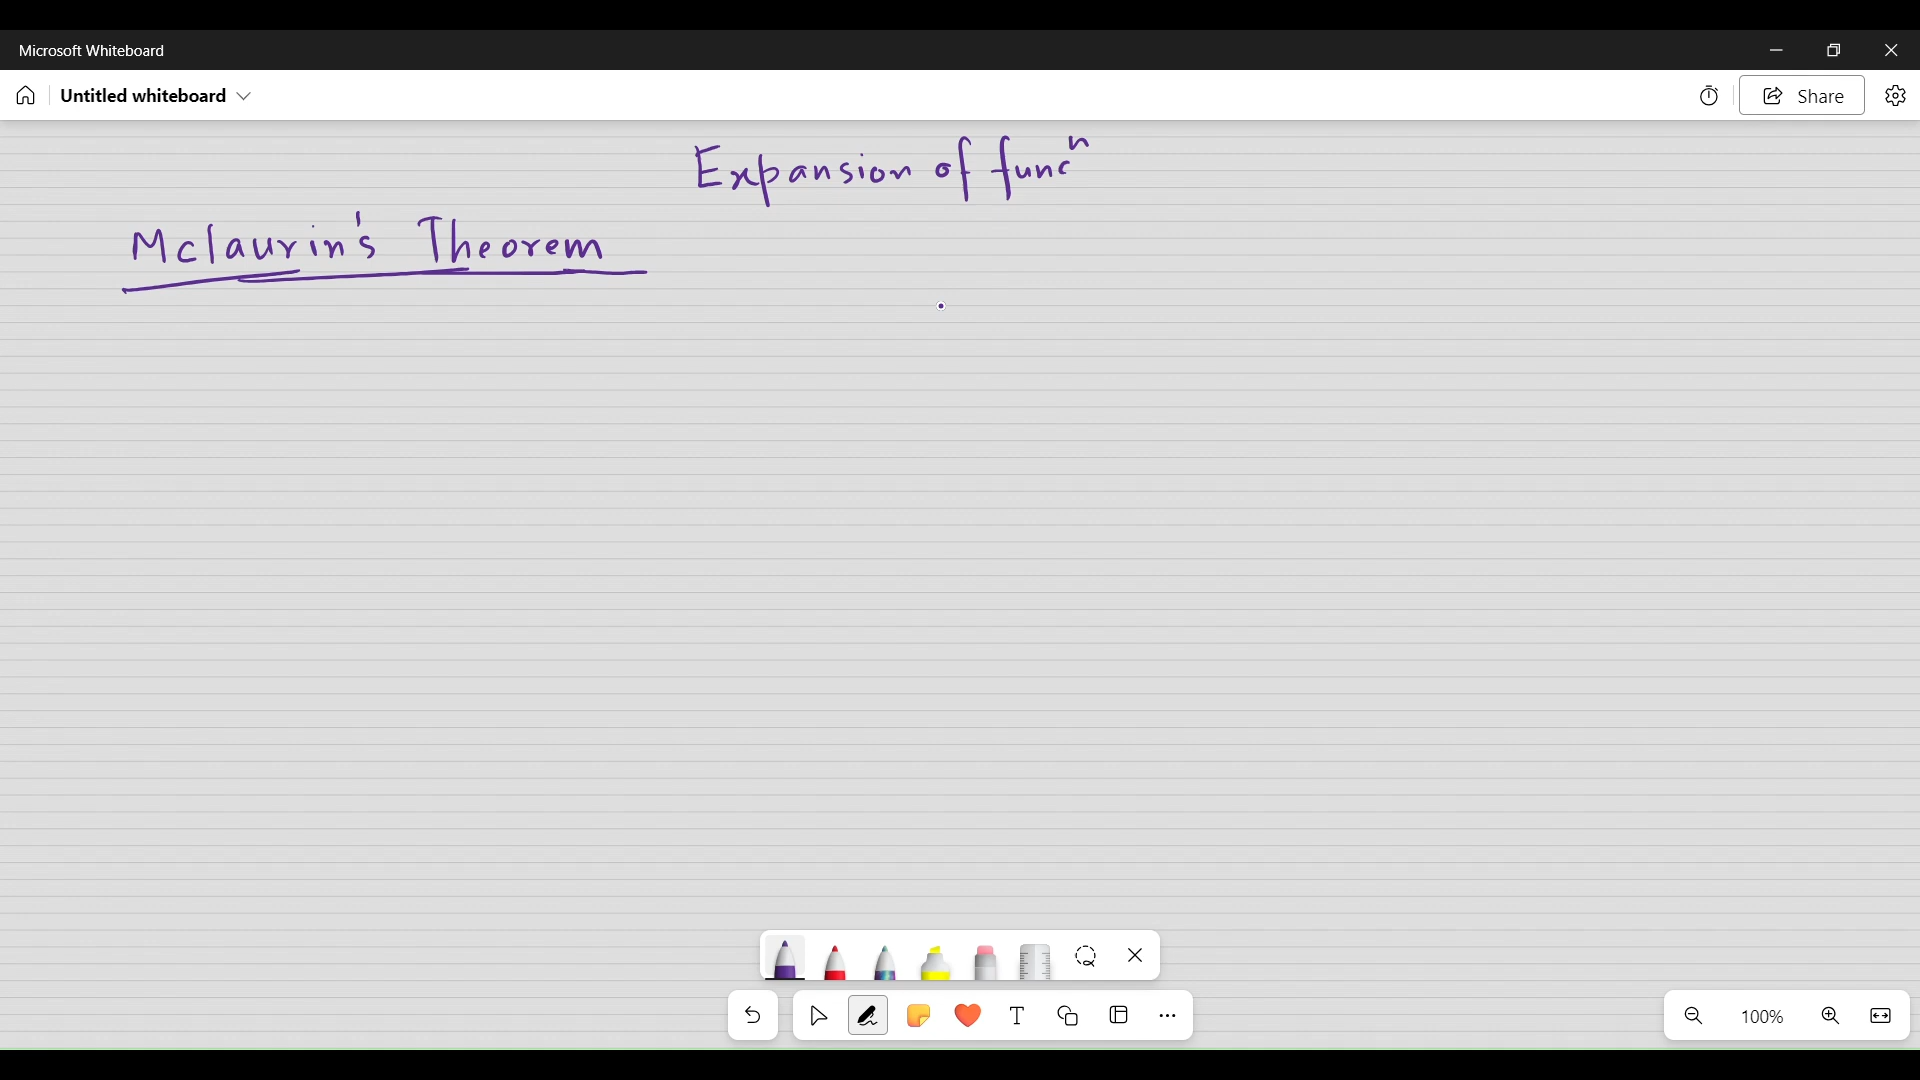 Microsoft Whiteboard
Untitled whiteboard
Share
Expansion of funcⁿ
Mclaurin's Theorem
T
100%